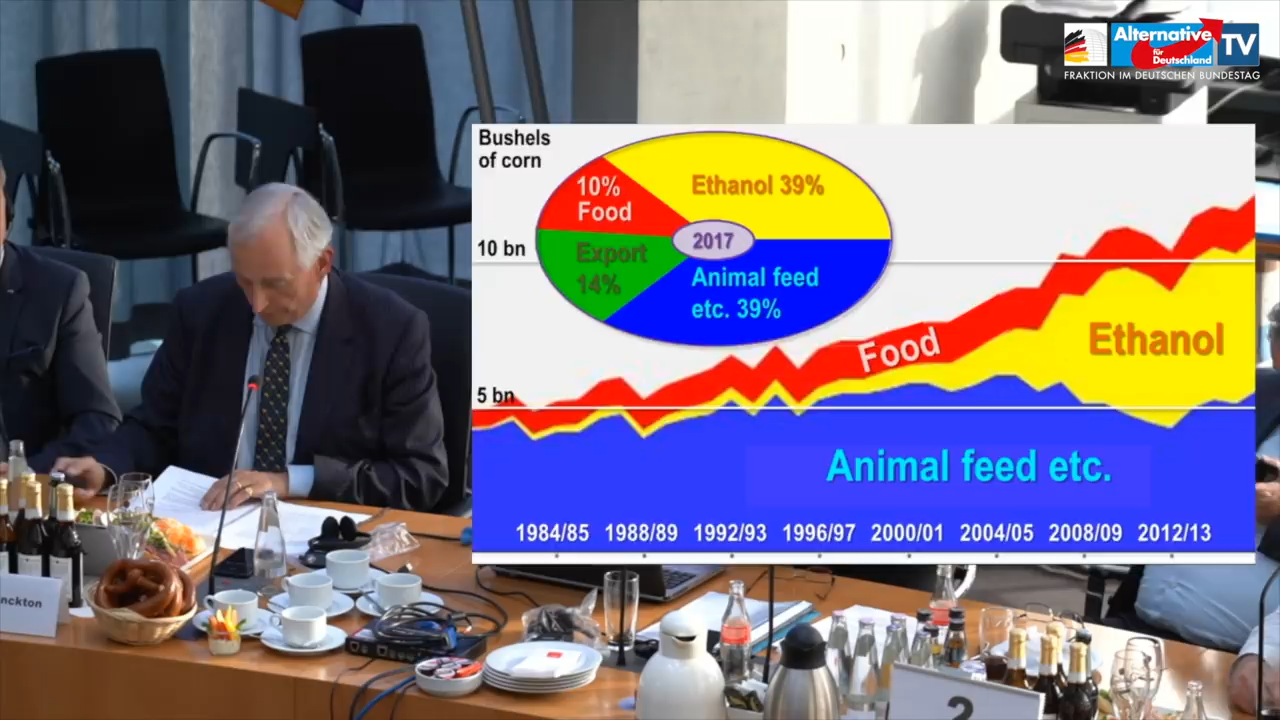 Alternative
für
Deutschland
TV
FRAKTION IM DEUTSCHEN BUNDESTAG
Bushels
of corn
10 bn
5 bn
10%
Food
Ethanol 39%
2017
Export
14%
Animal feed
etc. 39%
Food
Ethanol
Animal feed etc.
1984/85 1988/89 1992/93 1996/97 2000/01 2004/05 2008/09 2012/13
nckton
2